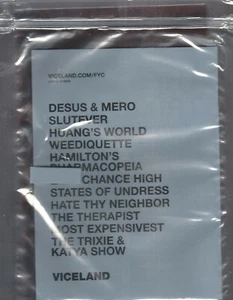 VICELAND.COM/FYC
DESUS & MERO
SLUTEVER
HUANG'S WORLD
WEEDIQUETTE
HAMILTON'S
PHARMACOPEIA
CHANCE HIGH
STATES OF UNDRESS
HATE THY NEIGHBOR
THE THERAPIST
MOST EXPENSIVEST
THE TRIXIE &
KATYA SHOW
VICELAND